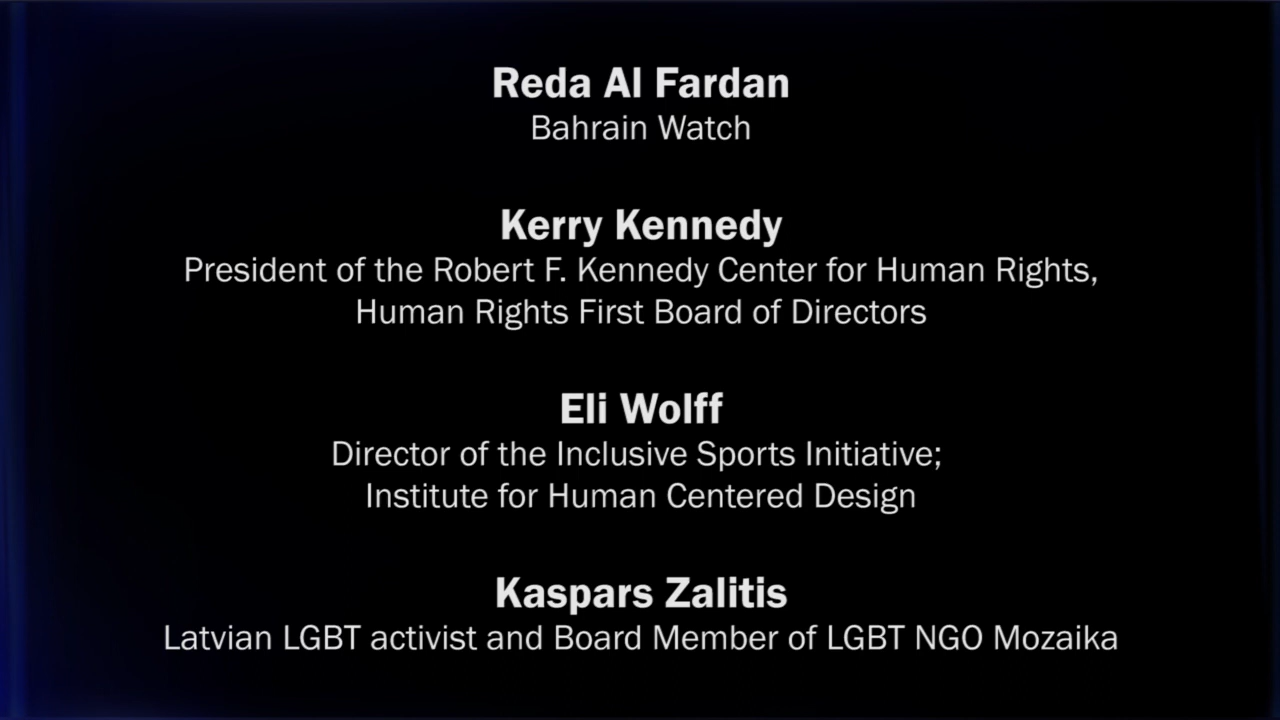 Reda Al Fardan
Bahrain Watch
Kerry Kennedy
President of the Robert F. Kennedy Center for Human Rights,
Human Rights First Board of Directors
Eli Wolff
Director of the Inclusive Sports Initiative;
Institute for Human Centered Design
Kaspars Zalitis
Latvian LGBT activist and Board Member of LGBT NGO Mozaika